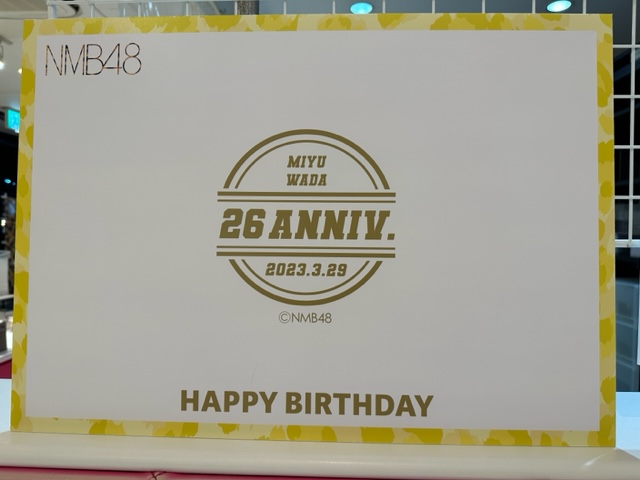 NMB48
MIYU
WADA
26 ANNIV.
2023.3.29
©NMB48
HAPPY BIRTHDAY